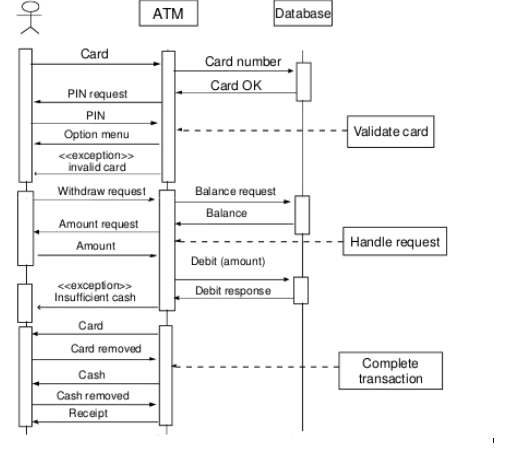 ATM
Database
Card
Card number
Card OK
PIN request
PIN
Validate card
Option menu
<<exception>>
invalid card
Withdraw request
Balance request
Balance
Amount request
Handle request
Amount
Debit (amount)
<<exception>>
Insufficient cash
Debit response
Card
Card removed
Complete
transaction
Cash
Cash removed
Receipt